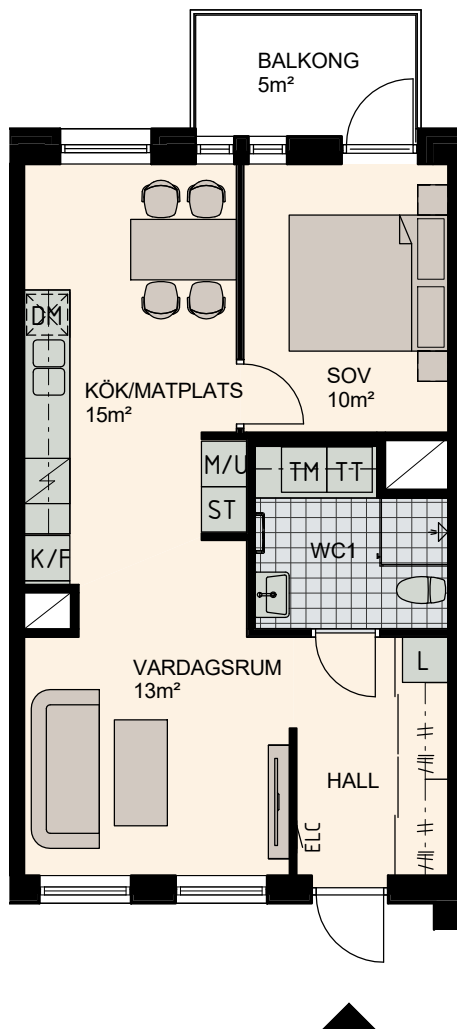 BALKONG
5m²
DM
SOV
10m²
KÖK/MATPLATS
15m²
M/U
TM
TT
ST
WC1
K/F
VARDAGSRUM
13m²
L
HALL
ELC